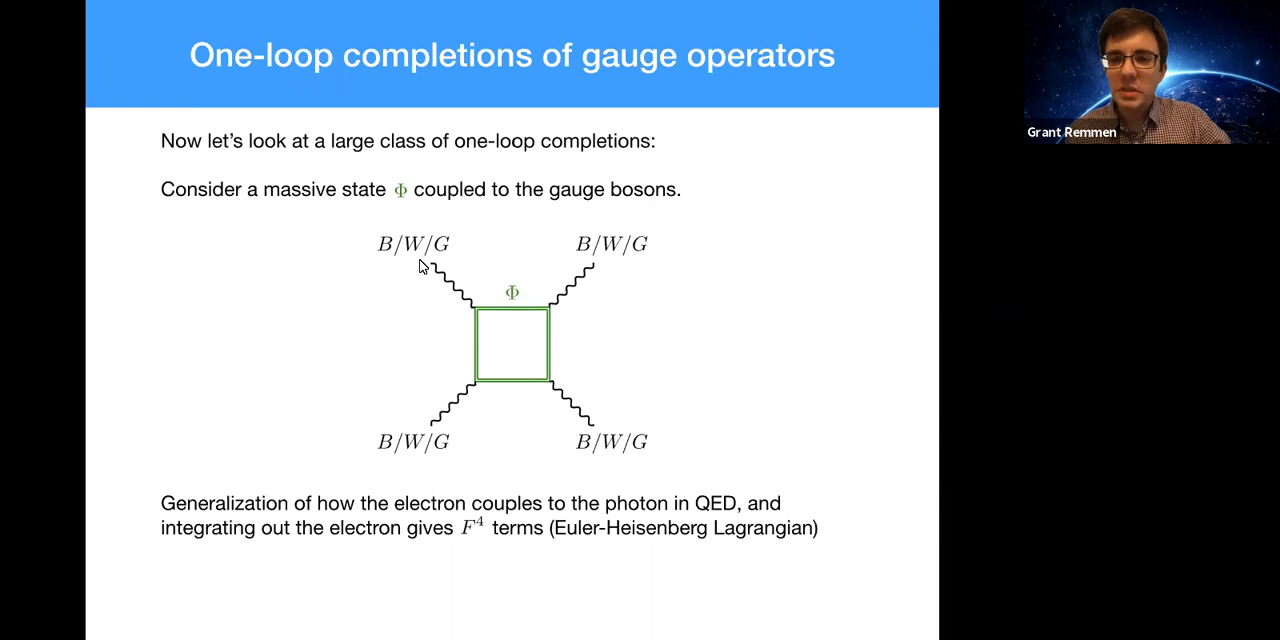 One-loop completions of gauge operators
Grant Remmen
Now let's look at a large class of one-loop completions:
Consider a massive state Φ coupled to the gauge bosons.
B/W/G
B/W/G
Φ
B/W/G
B/W/G
Generalization of how the electron couples to the photon in QED, and
integrating out the electron gives F⁴ terms (Euler-Heisenberg Lagrangian)